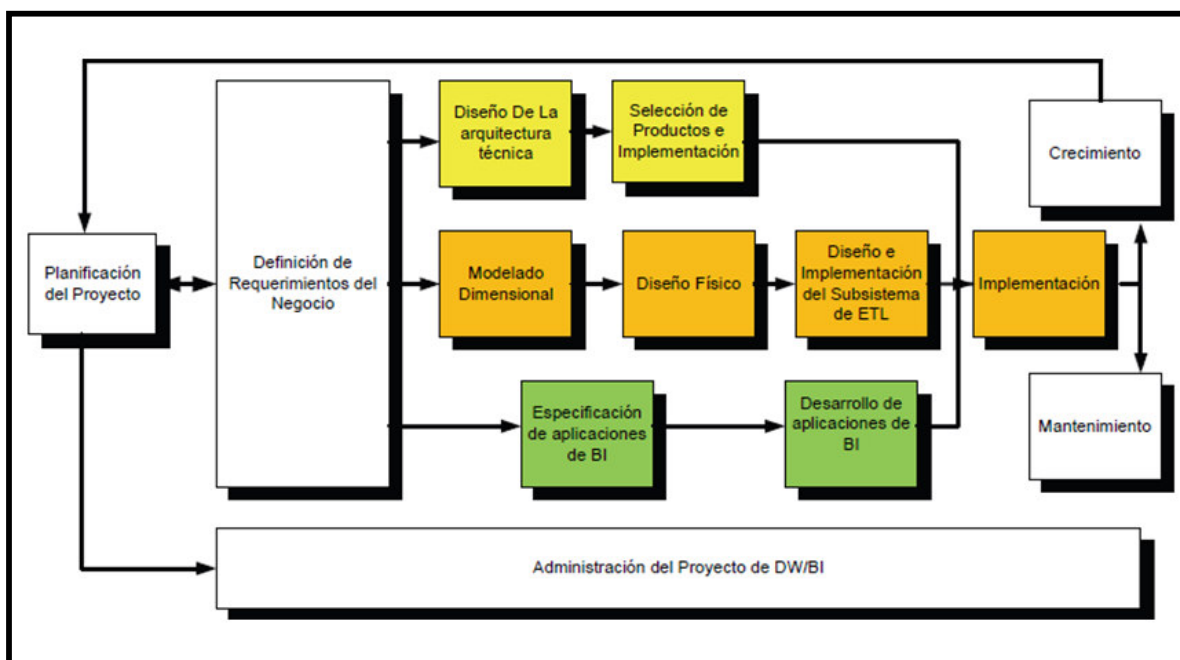 Diseño De La
arquitectura
técnica
Selección de
Productos e
Implementación
Crecimiento
Planificación
del Proyecto
Definición de
Requerimientos del
Negocio
Modelado
Dimensional
Diseño Físico
Diseño e
Implementación
del Subsistema
de ETL
Implementación
Especificación
de aplicaciones
de BI
Desarrollo de
aplicaciones de
BI
Mantenimiento
Administración del Proyecto de DW/BI